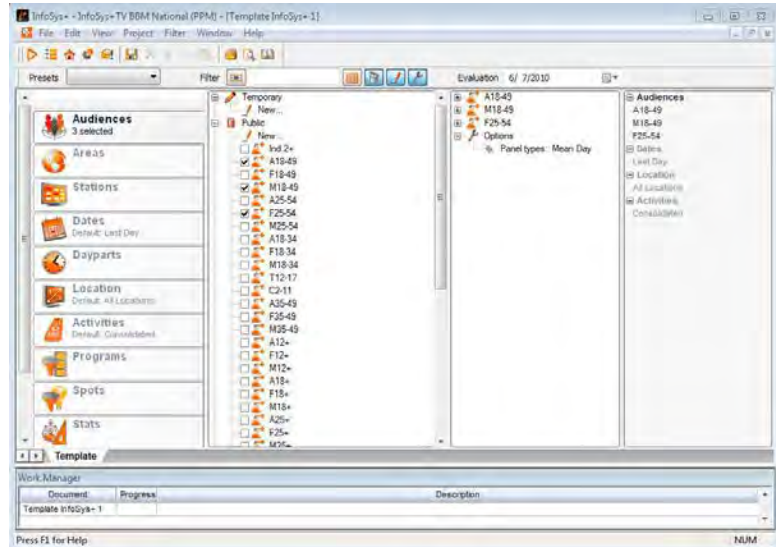 InfoSys+ - InfoSys+ TV BBM National (PPM) - [Template InfoSys+ 1]
File Edit View Project Filter Window Help
Presets
Filter
Evaluation 6/ 7/2010
Audiences
3 selected
Areas
Stations
Dates
Default: Last Day
Dayparts
Location
Default: All Locations
Activities
Default: Consolidated
Programs
Spots
Stats
Temporary
New...
Public
New...
Ind 2+
A18-49
F18-49
M18-49
A25-54
F25-54
M25-54
A18-34
F18-34
M18-34
T12-17
C2-11
A35-49
F35-49
M35-49
A12+
F12+
M12+
A18+
F18+
M18+
A25+
F25+
M25+
A18-49
M18-49
F25-54
Options
Panel types: Mean Day
Audiences
A18-49
M18-49
F25-54
Dates
Last Day
Location
All Locations
Activities
Consolidated
Template
Work Manager
Document Progress Description
Template InfoSys+ 1
Press F1 for Help
NUM